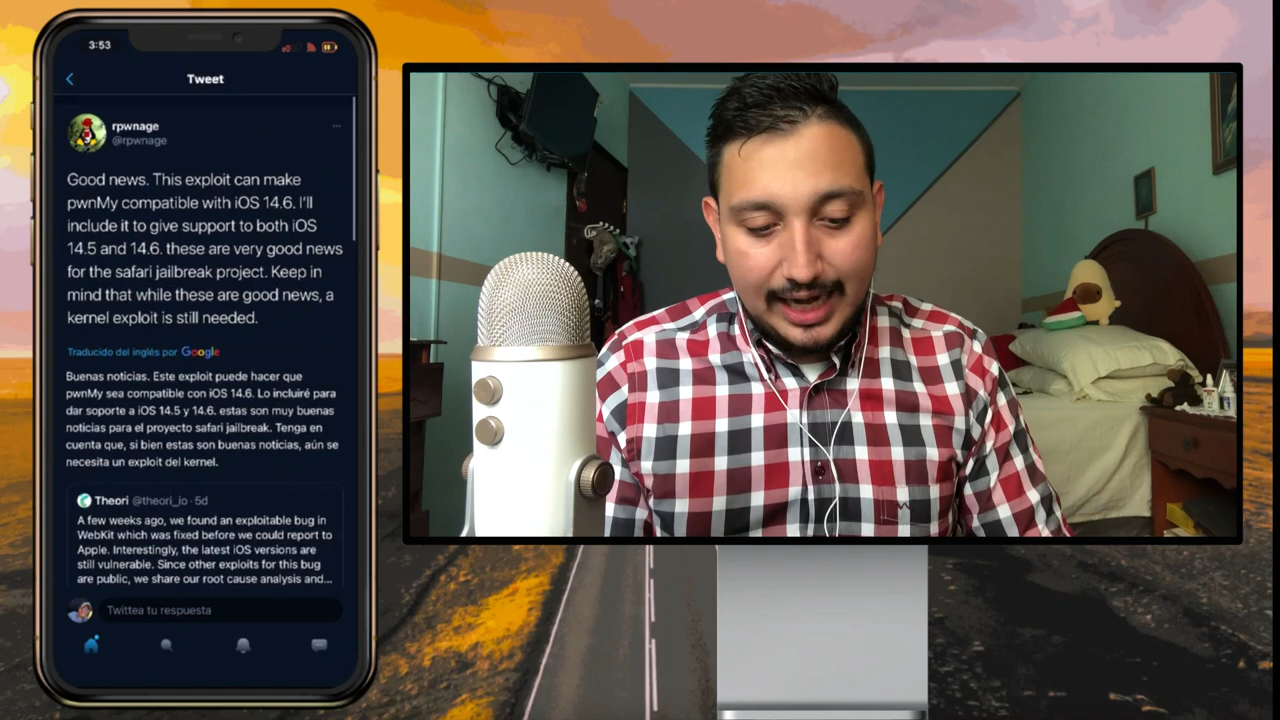 3:53
Tweet
rpwnage
@rpwnage
Good news. This exploit can make
pwnMy compatible with iOS 14.6. I'll
include it to give support to both iOS
14.5 and 14.6. these are very good news
for the safari jailbreak project. Keep in
mind that while these are good news, a
kernel exploit is still needed.
Traducido del inglés por Google
Buenas noticias. Este exploit puede hacer que
pwnMy sea compatible con iOS 14.6. Lo incluiré para
dar soporte a iOS 14.5 y 14.6. estas son muy buenas
noticias para el proyecto safari jailbreak. Tenga en
cuenta que, si bien estas son buenas noticias, aún se
necesita un exploit del kernel.
Theori @theori_io · 5d
A few weeks ago, we found an exploitable bug in
WebKit which was fixed before we could report to
Apple. Interestingly, the latest iOS versions are
still vulnerable. Since other exploits for this bug
are public, we share our root cause analysis and...
Twittea tu respuesta